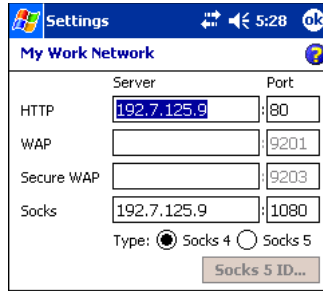 Settings 5:28 ok
My Work Network ?
Server Port
HTTP 192.7.125.9 : 80
WAP : 9201
Secure WAP : 9203
Socks 192.7.125.9 : 1080
Type: Socks 4 Socks 5
Socks 5 ID...